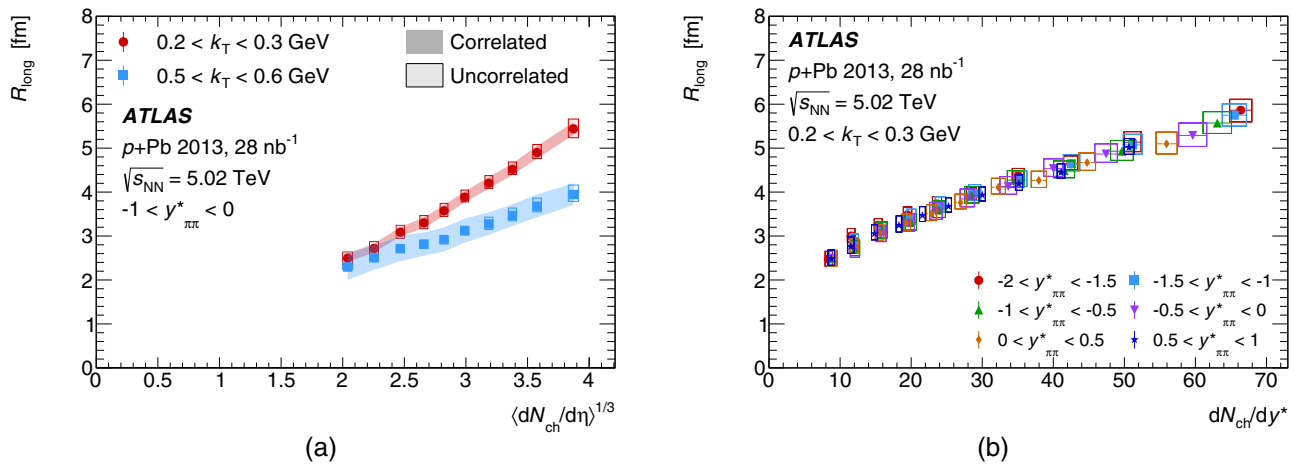 R_long [fm]
8
7
6
5
4
3
2
1
0
0.2 < k_T < 0.3 GeV
0.5 < k_T < 0.6 GeV
Correlated
Uncorrelated
ATLAS
p+Pb 2013, 28 nb⁻¹
√s_NN = 5.02 TeV
-1 < y*_ππ < 0
0 0.5 1 1.5 2 2.5 3 3.5 4
⟨dN_ch/dη⟩^1/3
(a)
R_long [fm]
8
7
6
5
4
3
2
1
0
ATLAS
p+Pb 2013, 28 nb⁻¹
√s_NN = 5.02 TeV
0.2 < k_T < 0.3 GeV
-2 < y*_ππ < -1.5 -1.5 < y*_ππ < -1
-1 < y*_ππ < -0.5 -0.5 < y*_ππ < 0
0 < y*_ππ < 0.5 0.5 < y*_ππ < 1
0 10 20 30 40 50 60 70
dN_ch/dy*
(b)